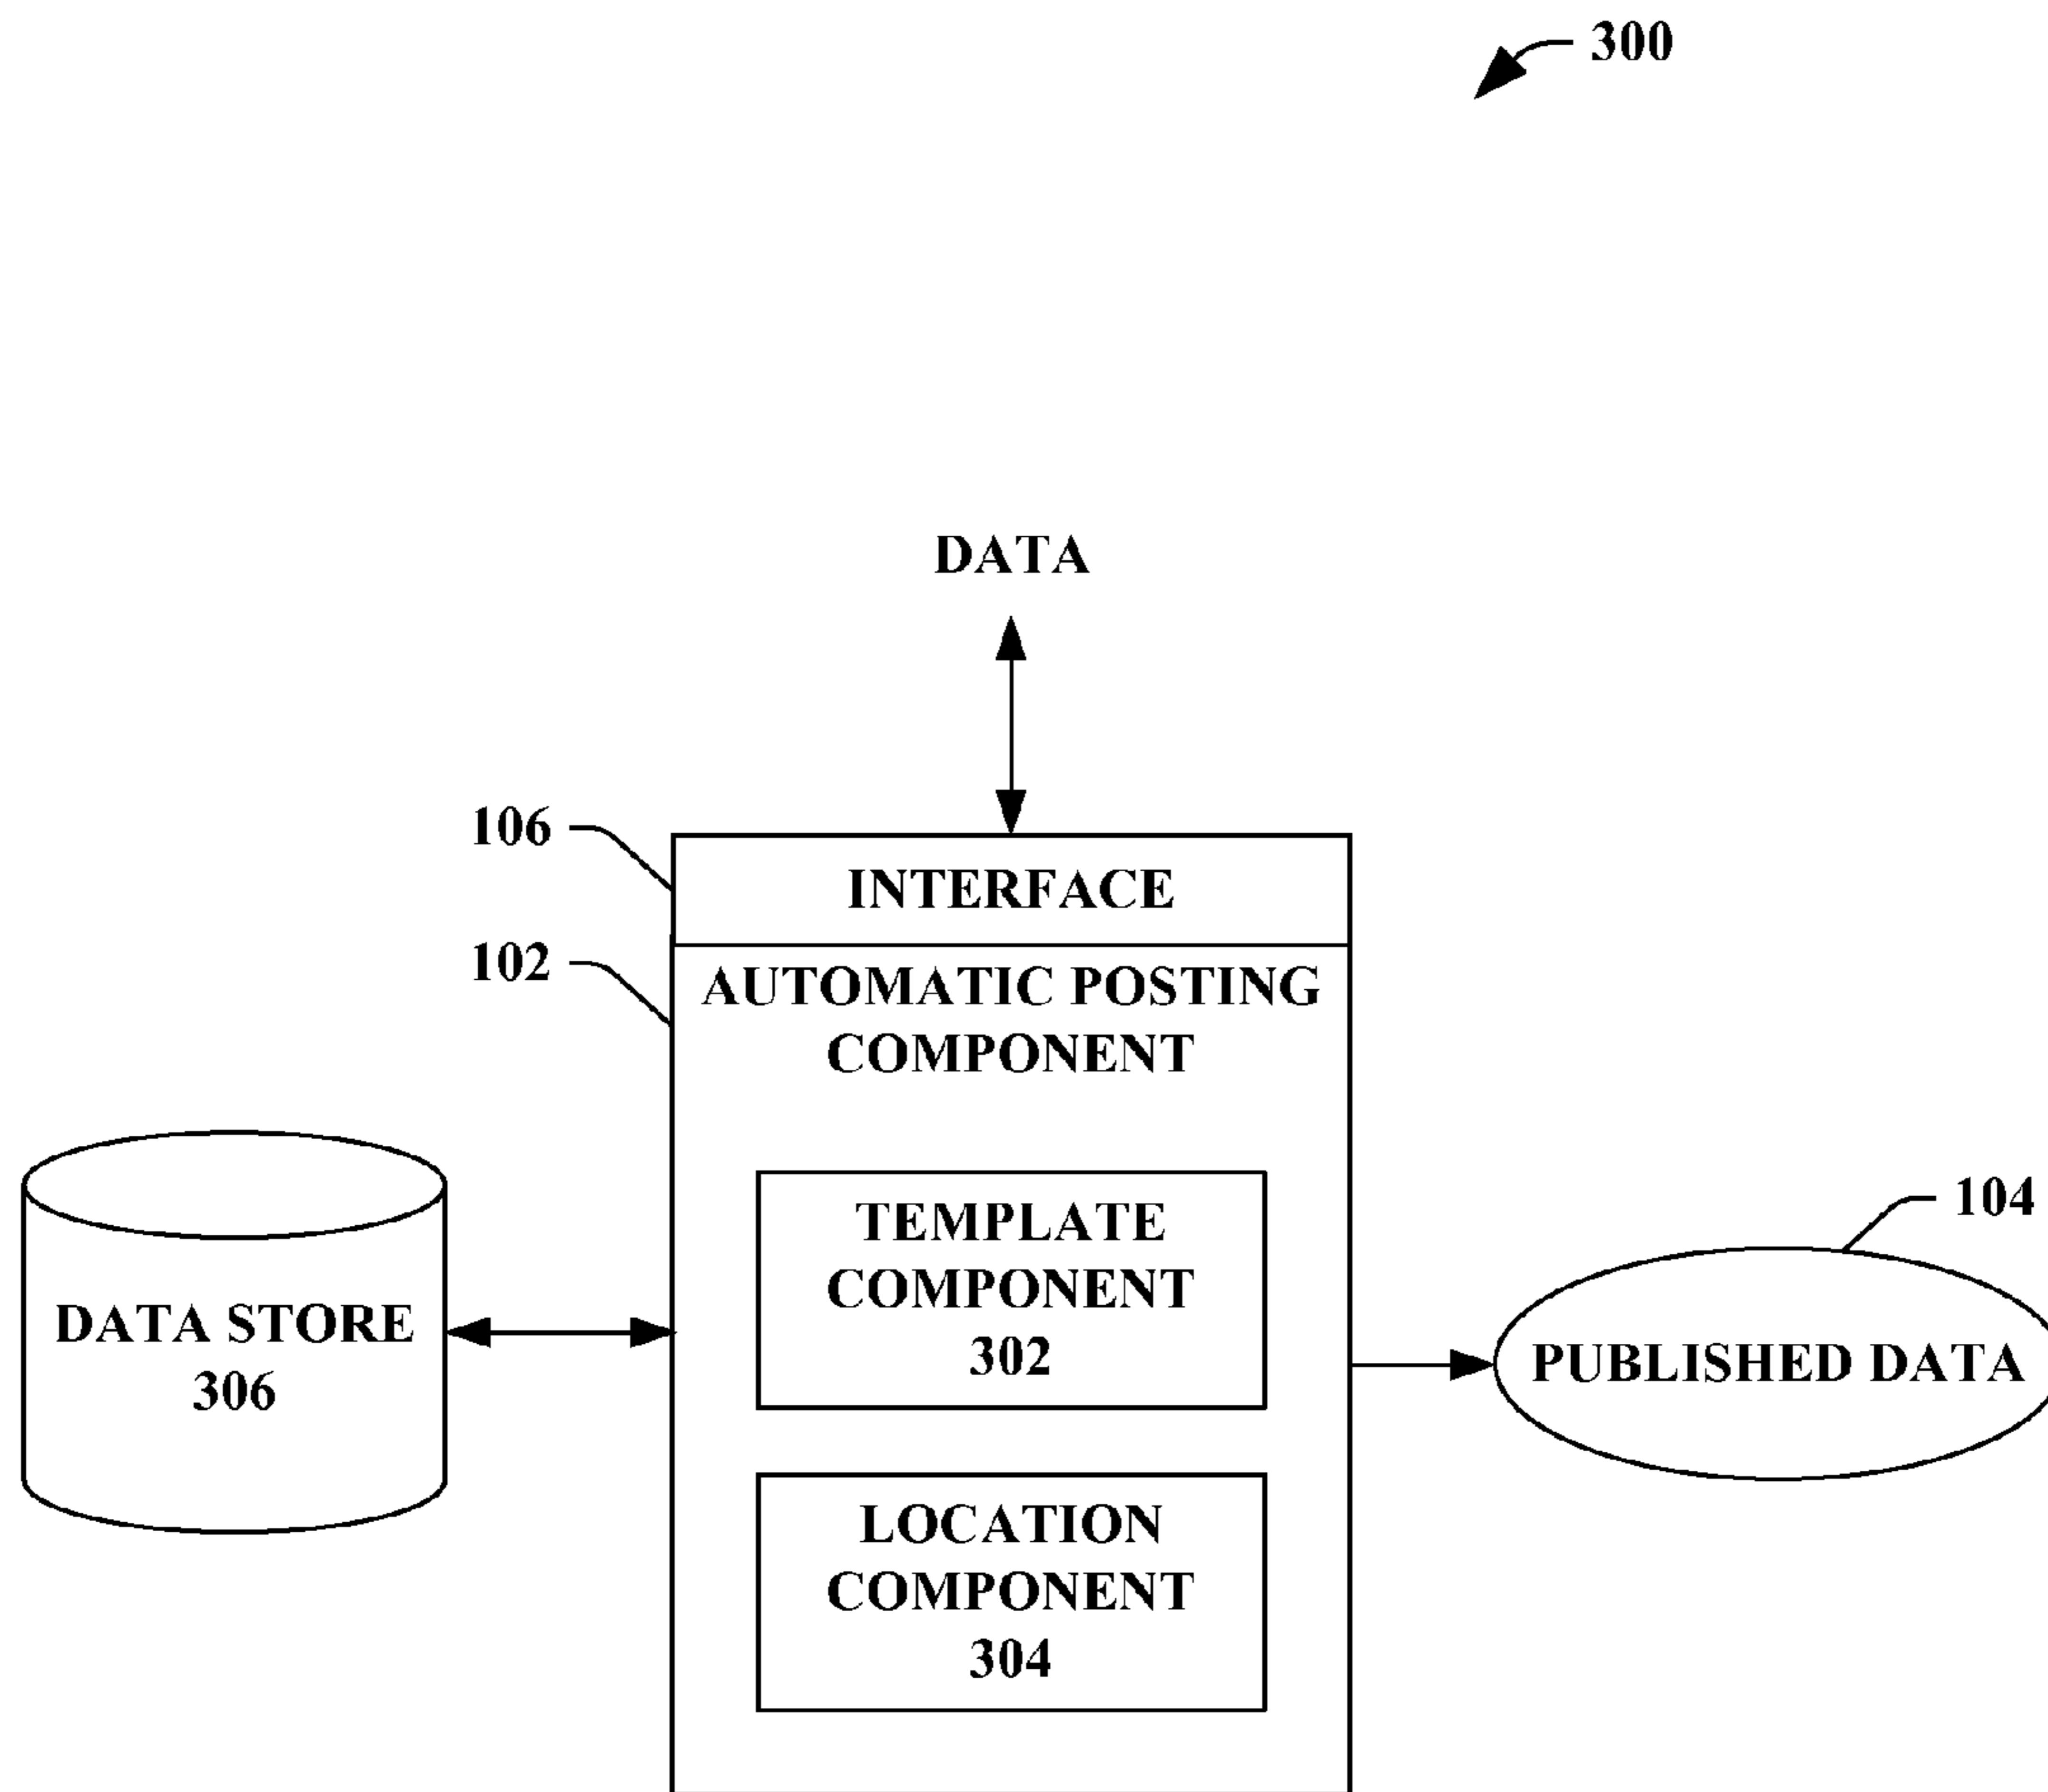 300
DATA
106
INTERFACE
102
AUTOMATIC POSTING
COMPONENT
TEMPLATE
COMPONENT
302
104
DATA STORE
306
PUBLISHED DATA
LOCATION
COMPONENT
304